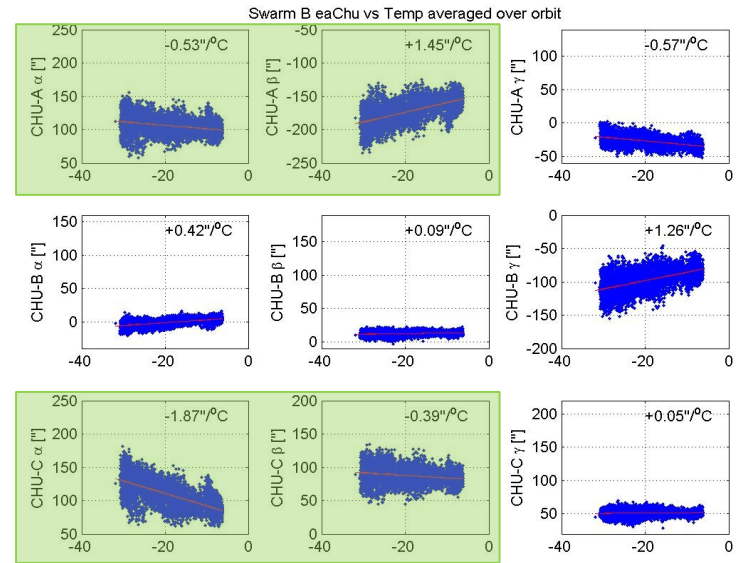 Swarm B eaChu vs Temp averaged over orbit
-0.53"/°C
CHU-A α ["]
250
200
150
100
50
-40 -20 0
+1.45"/°C
CHU-A β ["]
-50
-100
-150
-200
-250
-40 -20 0
-0.57"/°C
CHU-A γ ["]
100
50
0
-50
-40 -20 0
+0.42"/°C
CHU-B α ["]
150
100
50
0
-40 -20 0
+0.09"/°C
CHU-B β ["]
150
100
50
0
-40 -20 0
+1.26"/°C
CHU-B γ ["]
0
-50
-100
-150
-200
-40 -20 0
-1.87"/°C
CHU-C α ["]
250
200
150
100
50
-40 -20 0
-0.39"/°C
CHU-C β ["]
200
150
100
50
0
-40 -20 0
+0.05"/°C
CHU-C γ ["]
200
150
100
50
-40 -20 0